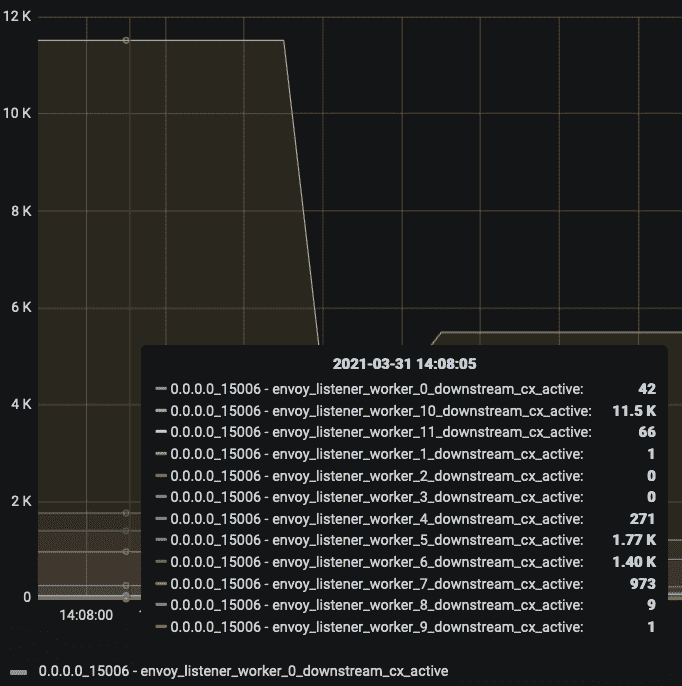 12 K
10 K
8 K
6 K
4 K
2 K
0
14:08:00
2021-03-31 14:08:05
0.0.0.0_15006 - envoy_listener_worker_0_downstream_cx_active: 42
0.0.0.0_15006 - envoy_listener_worker_10_downstream_cx_active: 11.5 K
0.0.0.0_15006 - envoy_listener_worker_11_downstream_cx_active: 66
0.0.0.0_15006 - envoy_listener_worker_1_downstream_cx_active: 1
0.0.0.0_15006 - envoy_listener_worker_2_downstream_cx_active: 0
0.0.0.0_15006 - envoy_listener_worker_3_downstream_cx_active: 0
0.0.0.0_15006 - envoy_listener_worker_4_downstream_cx_active: 271
0.0.0.0_15006 - envoy_listener_worker_5_downstream_cx_active: 1.77 K
0.0.0.0_15006 - envoy_listener_worker_6_downstream_cx_active: 1.40 K
0.0.0.0_15006 - envoy_listener_worker_7_downstream_cx_active: 973
0.0.0.0_15006 - envoy_listener_worker_8_downstream_cx_active: 9
0.0.0.0_15006 - envoy_listener_worker_9_downstream_cx_active: 1
0.0.0.0_15006 - envoy_listener_worker_0_downstream_cx_active